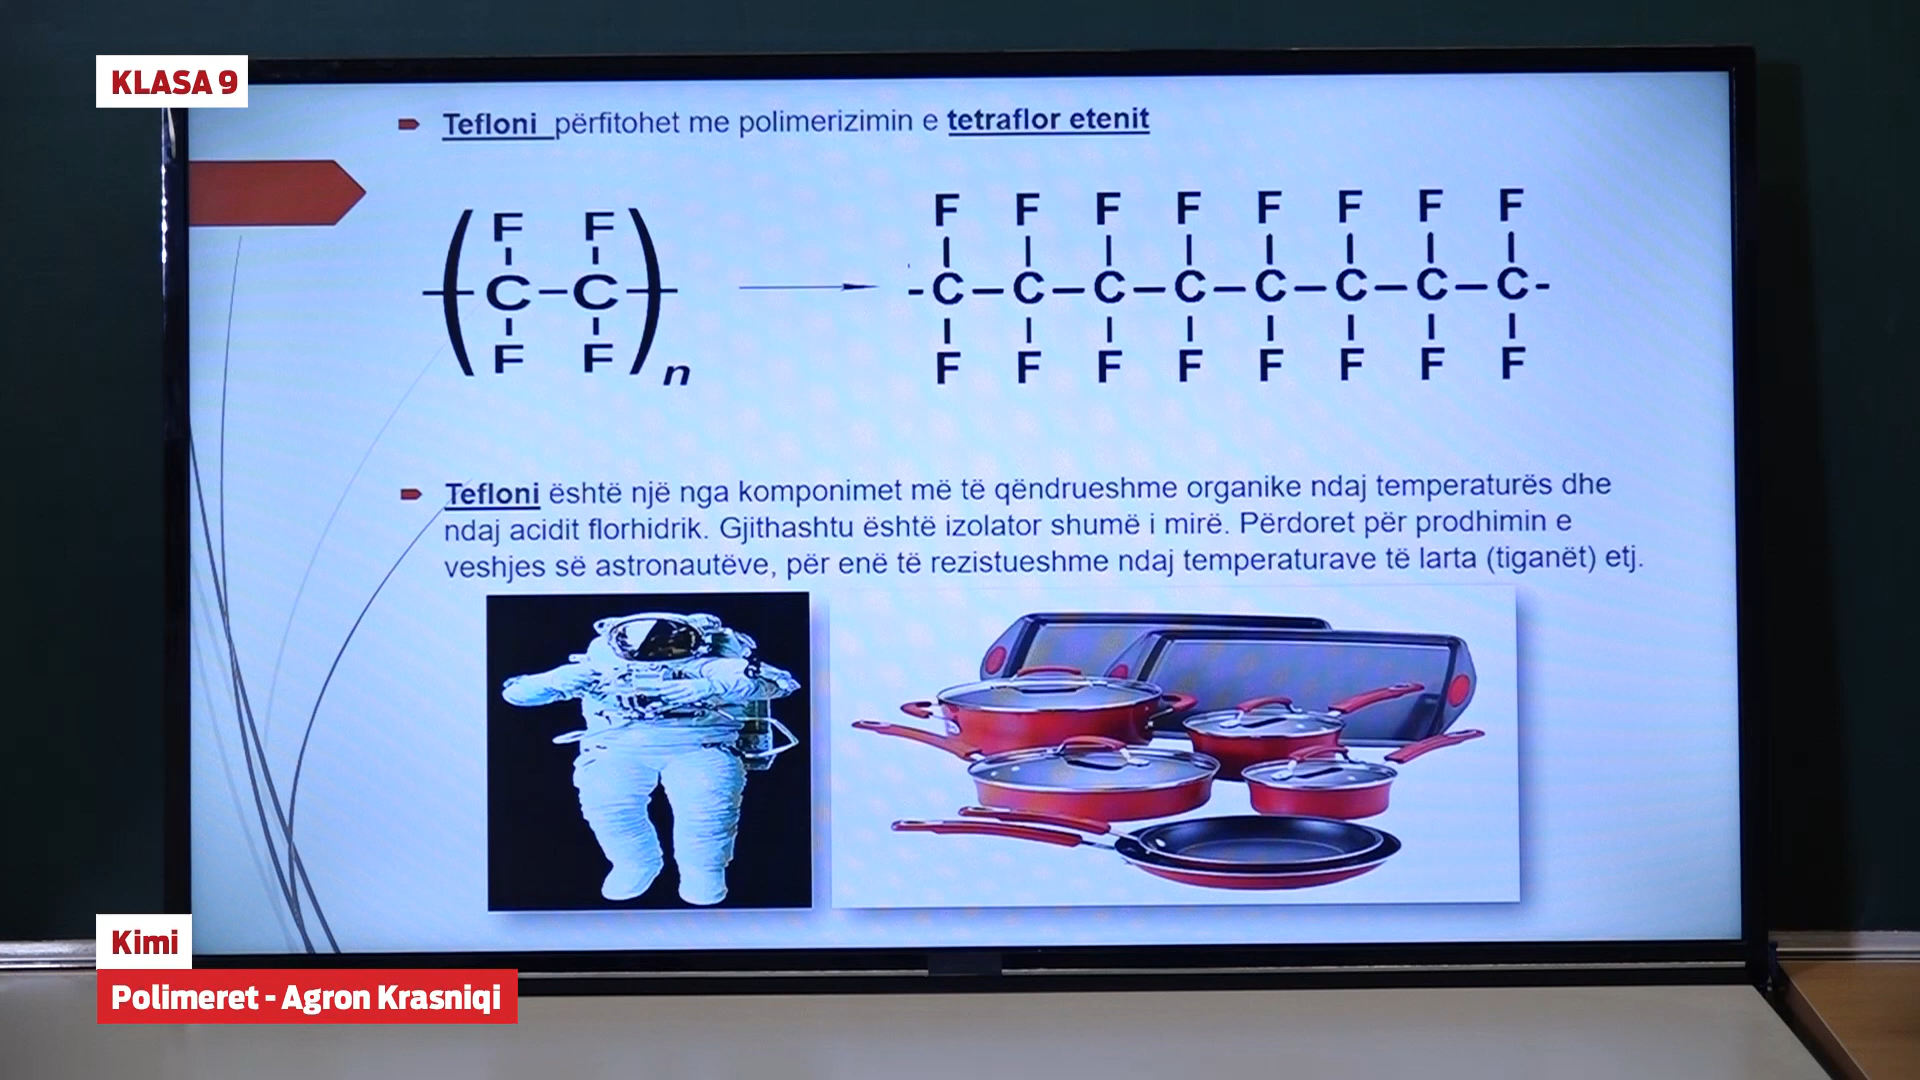 KLASA 9
Tefloni përfitohet me polimerizimin e tetraflor etenit
F F
C-C
F F
n
F F F F F F F F
-C-C-C-C-C-C-C-C-
F F F F F F F F
Tefloni është një nga komponimet më të qëndrueshme organike ndaj temperaturës dhe
ndaj acidit florhidrik. Gjithashtu është izolator shumë i mirë. Përdoret për prodhimin e
veshjes së astronautëve, për enë të rezistueshme ndaj temperaturave të larta (tiganët) etj.
Kimi
Polimeret - Agron Krasniqi